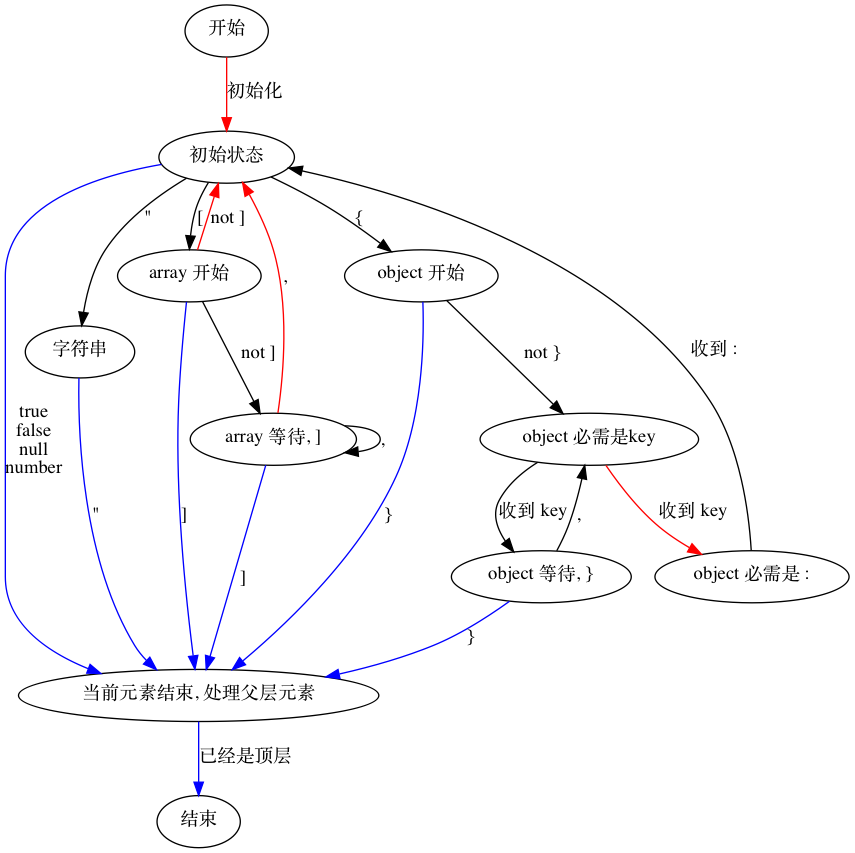 开始
初始化
初始状态
"
[
not ]
,
{
array 开始
object 开始
收到 :
字符串
not ]
not }
true
false
null
number
array 等待, ]
,
object 必需是key
"
]
}
收到 key
,
收到 key
]
object 等待, }
object 必需是 :
}
当前元素结束, 处理父层元素
已经是顶层
结束